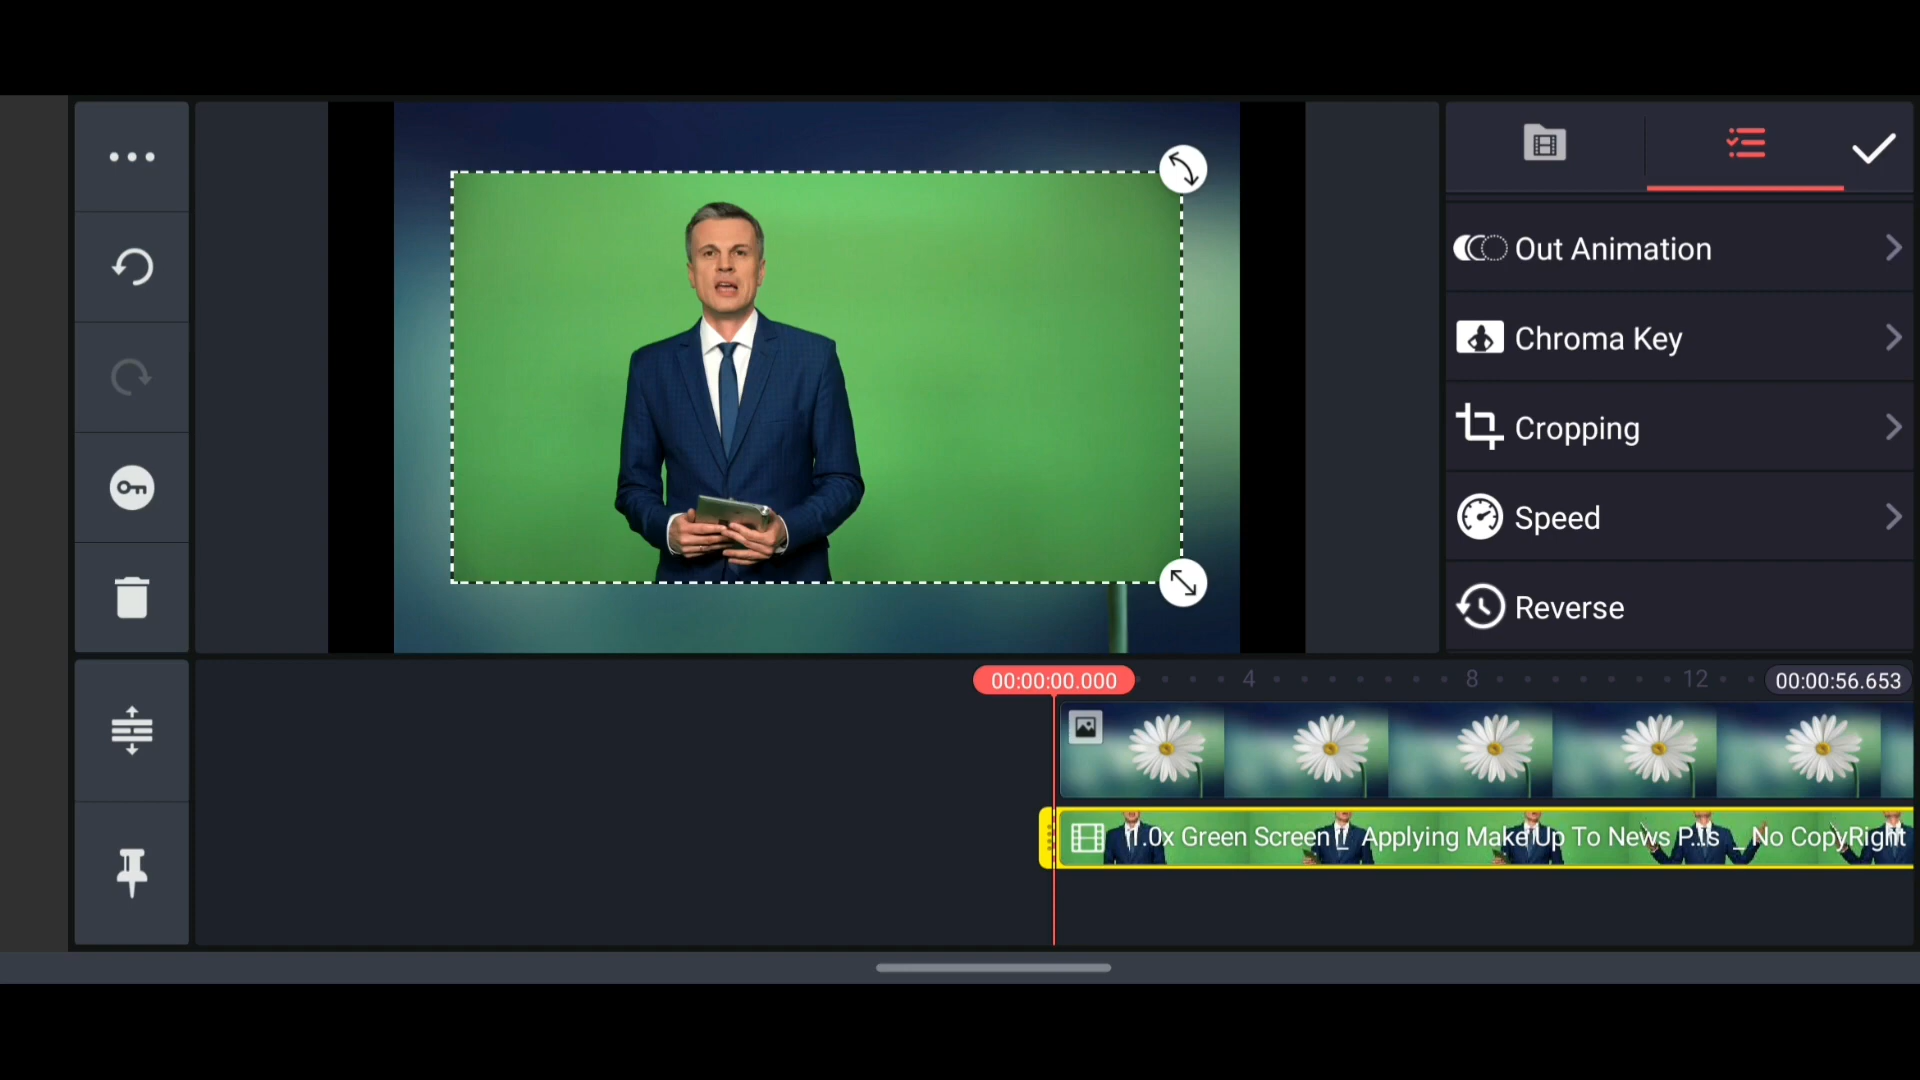 Out Animation
Chroma Key
Cropping
Speed
Reverse
00:00:00.000
4
8
12
00:00:56.653
1.0x Green Screen _ Applying Make Up To News P...s _ No CopyRight